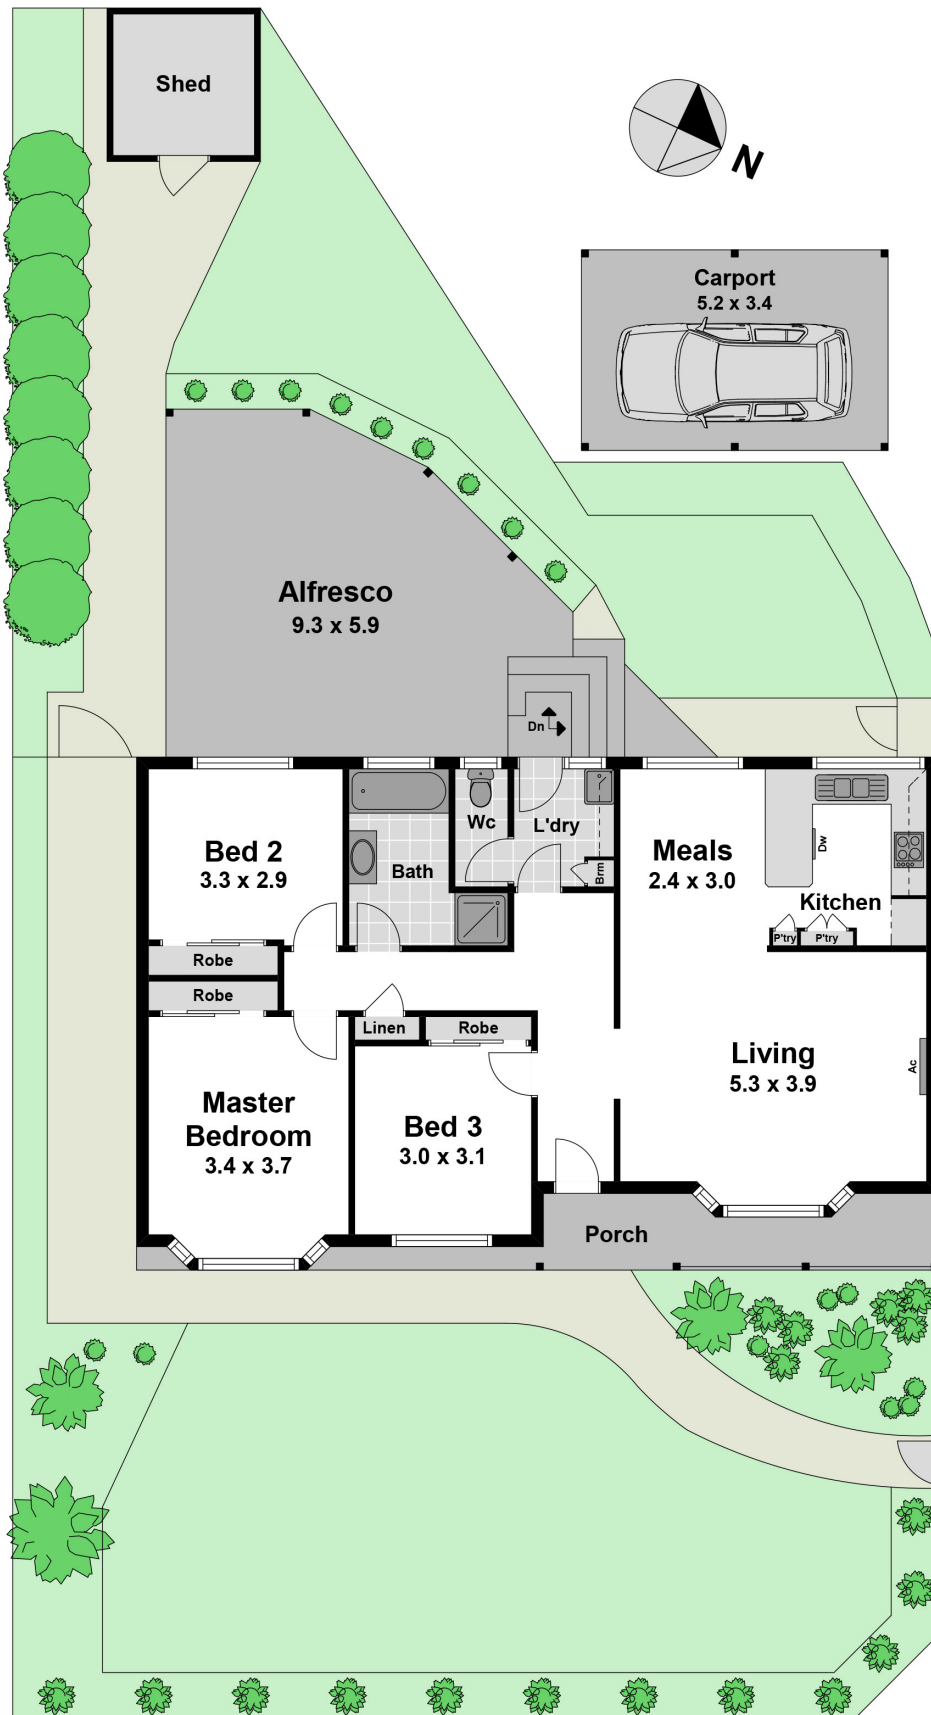 Shed
N
Carport
5.2 x 3.4
Alfresco
9.3 x 5.9
Dn
Bed 2
3.3 x 2.9
Bath
Wc
L'dry
Brm
Meals
2.4 x 3.0
Dw
Kitchen
P'try
P'try
Robe
Robe
Linen
Robe
Living
5.3 x 3.9
Ac
Master
Bedroom
3.4 x 3.7
Bed 3
3.0 x 3.1
Porch